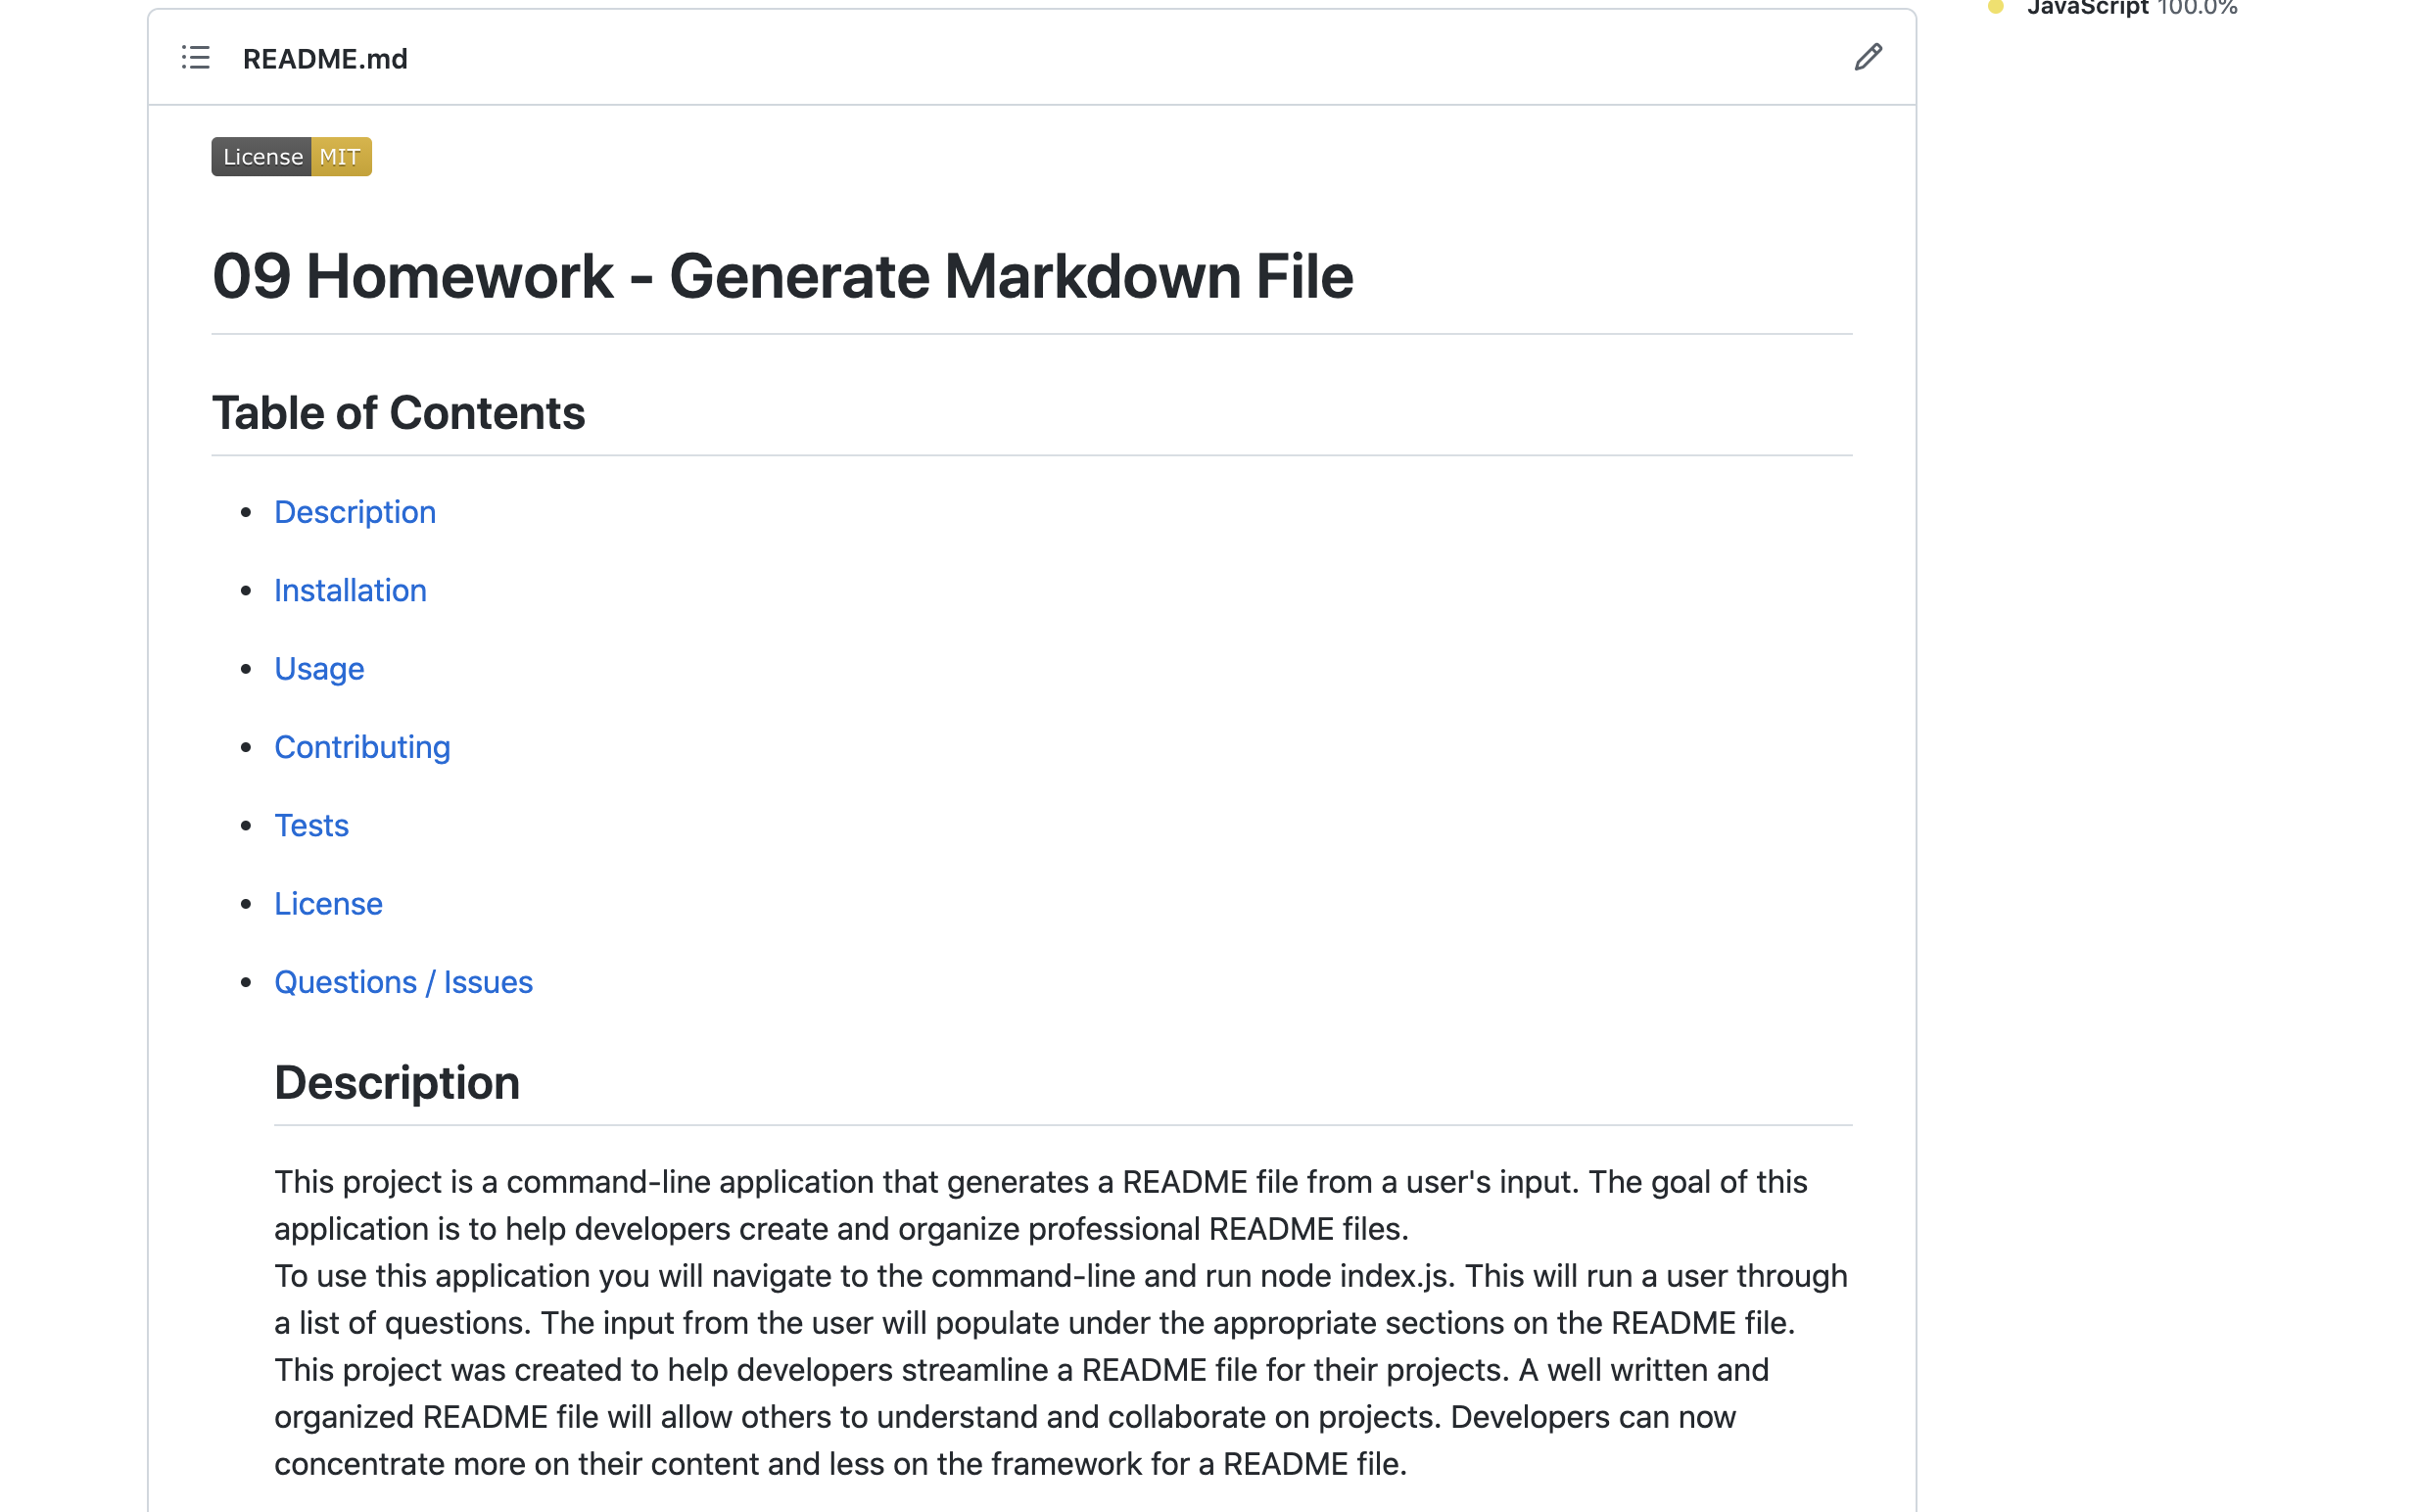 JavaScript 100.0%
README.md
License MIT
09 Homework - Generate Markdown File
Table of Contents
Description
Installation
Usage
Contributing
Tests
License
Questions / Issues
Description
This project is a command-line application that generates a README file from a user's input. The goal of this
application is to help developers create and organize professional README files.
To use this application you will navigate to the command-line and run node index.js. This will run a user through
a list of questions. The input from the user will populate under the appropriate sections on the README file.
This project was created to help developers streamline a README file for their projects. A well written and
organized README file will allow others to understand and collaborate on projects. Developers can now
concentrate more on their content and less on the framework for a README file.